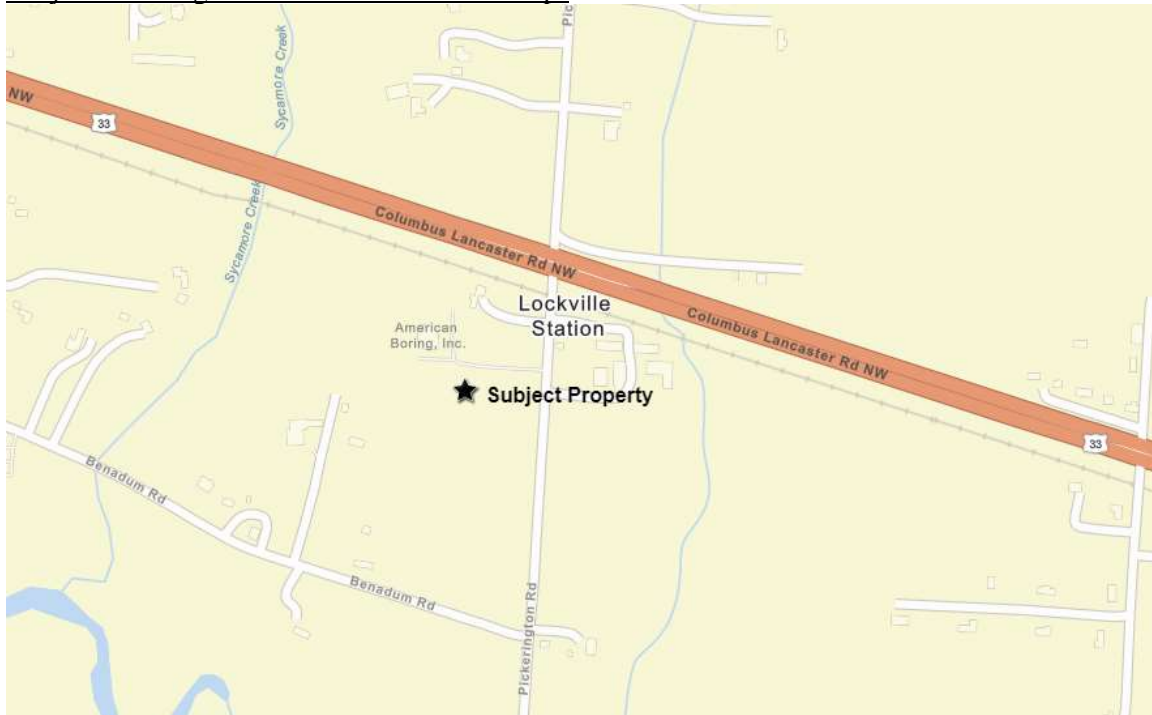 Pic
Sycamore Creek
NW
33
Sycamore Creek
Columbus Lancaster Rd NW
Lockville
Station
Columbus Lancaster Rd NW
American
Boring, Inc.
Subject Property
33
Benadum Rd
Benadum Rd
Pickerington Rd